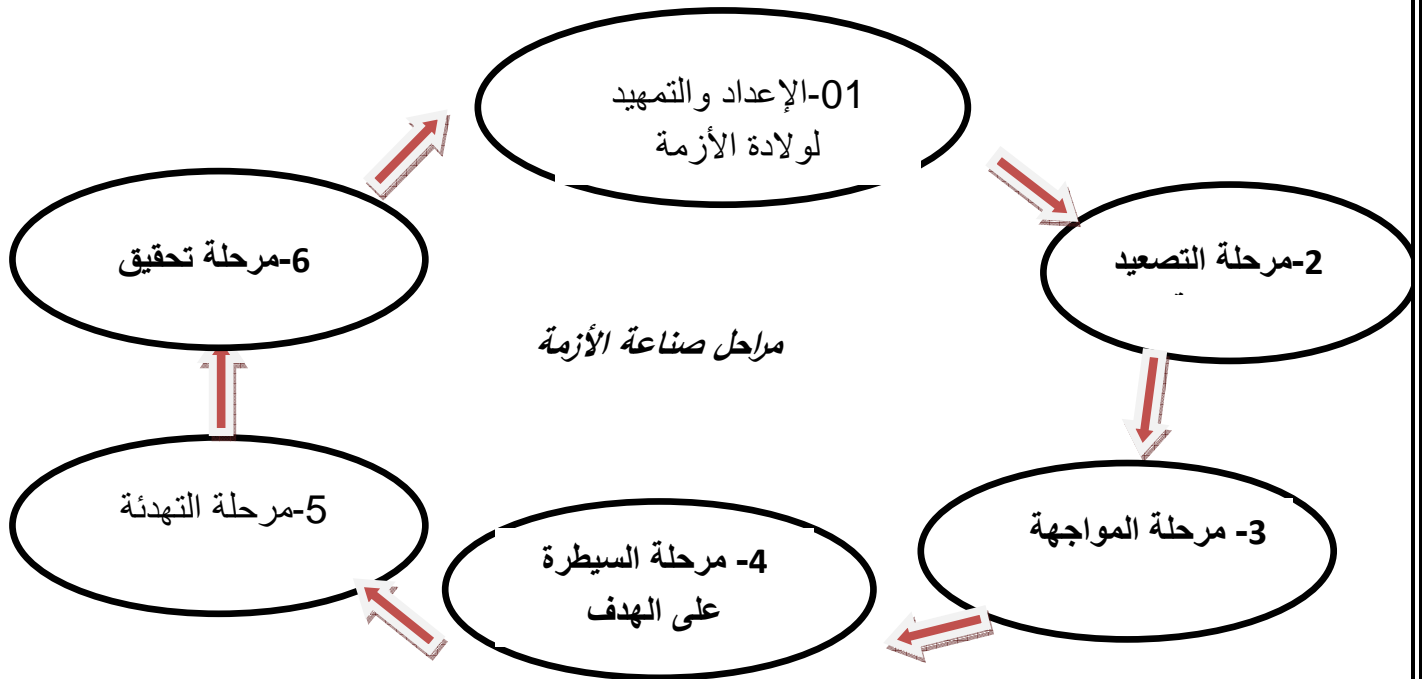 01-الإعداد والتمهيد
لولادة الأزمة
2-مرحلة التصعيد
3- مرحلة المواجهة
4- مرحلة السيطرة
على الهدف
5-مرحلة التهدئة
6-مرحلة تحقيق
مراحل صناعة الأزمة